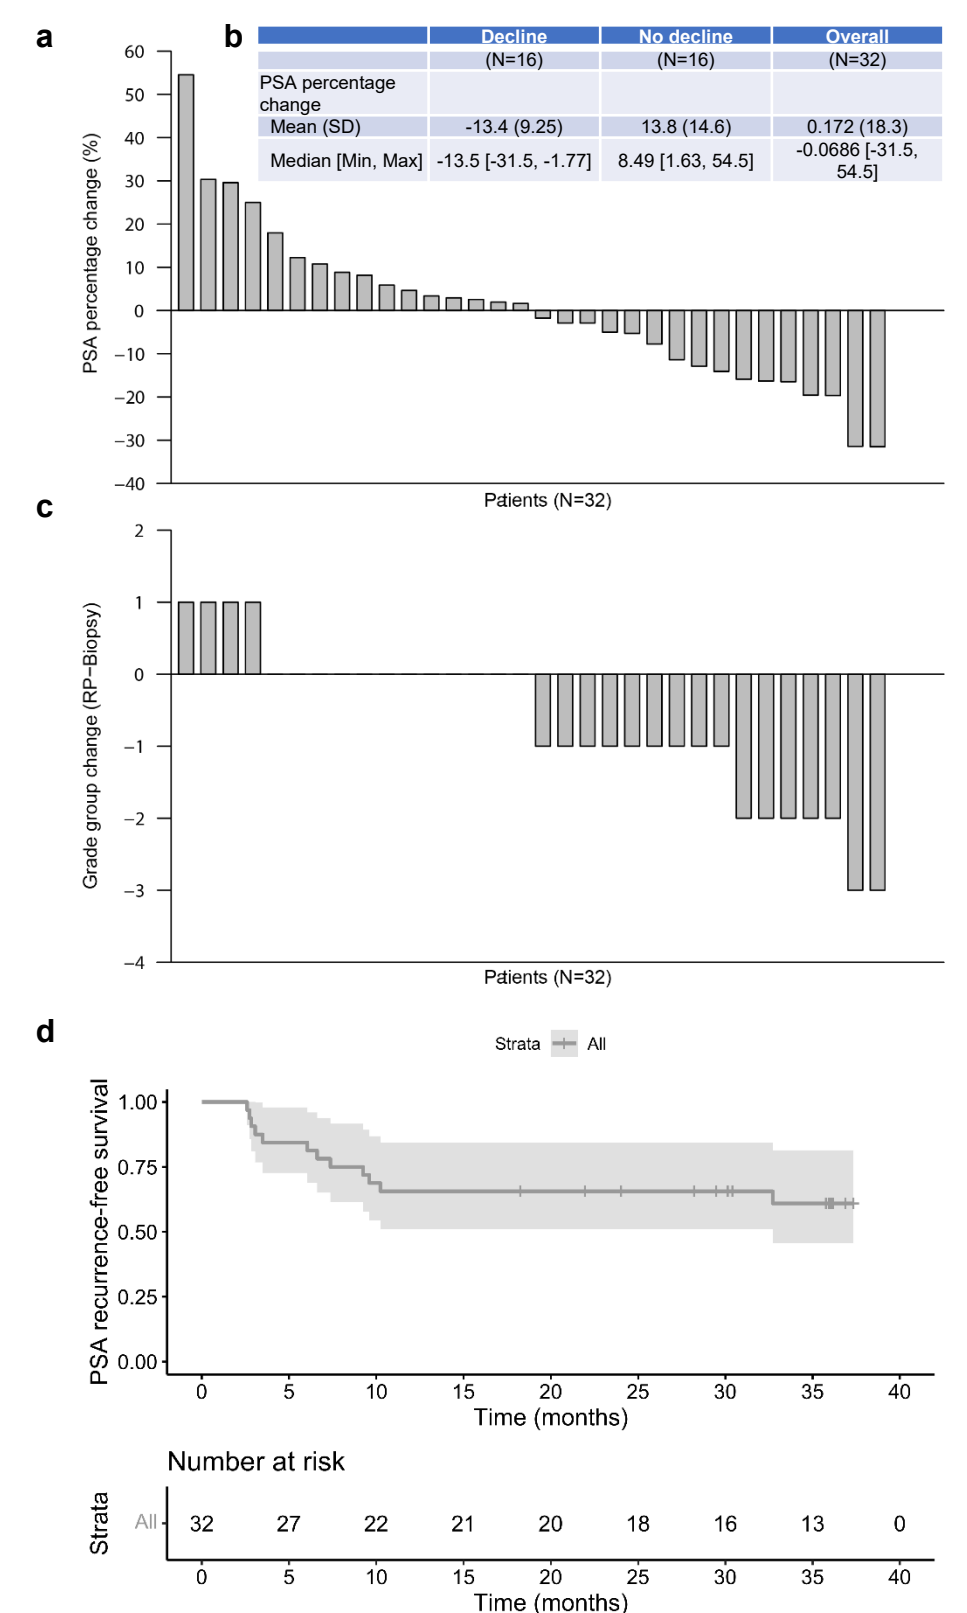 a
b
Decline No decline Overall
(N=16) (N=16) (N=32)
PSA percentage
change
Mean (SD) -13.4 (9.25) 13.8 (14.6) 0.172 (18.3)
Median [Min, Max] -13.5 [-31.5, -1.77] 8.49 [1.63, 54.5] -0.0686 [-31.5,
54.5]
PSA percentage change (%)
60
50
40
30
20
10
0
−10
−20
−30
−40
Patients (N=32)
c
Grade group change (RP−Biopsy)
2
1
0
−1
−2
−3
−4
Patients (N=32)
d
Strata All
PSA recurrence-free survival
1.00
0.75
0.50
0.25
0.00
0 5 10 15 20 25 30 35 40
Time (months)
Number at risk
Strata
All 32 27 22 21 20 18 16 13 0
0 5 10 15 20 25 30 35 40
Time (months)